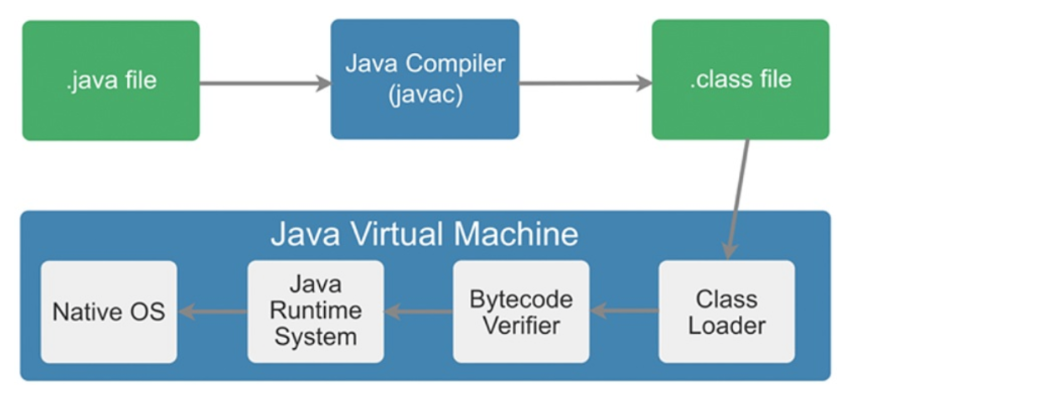 .java file
Java Compiler
(javac)
.class file
Java Virtual Machine
Native OS
Java
Runtime
System
Bytecode
Verifier
Class
Loader